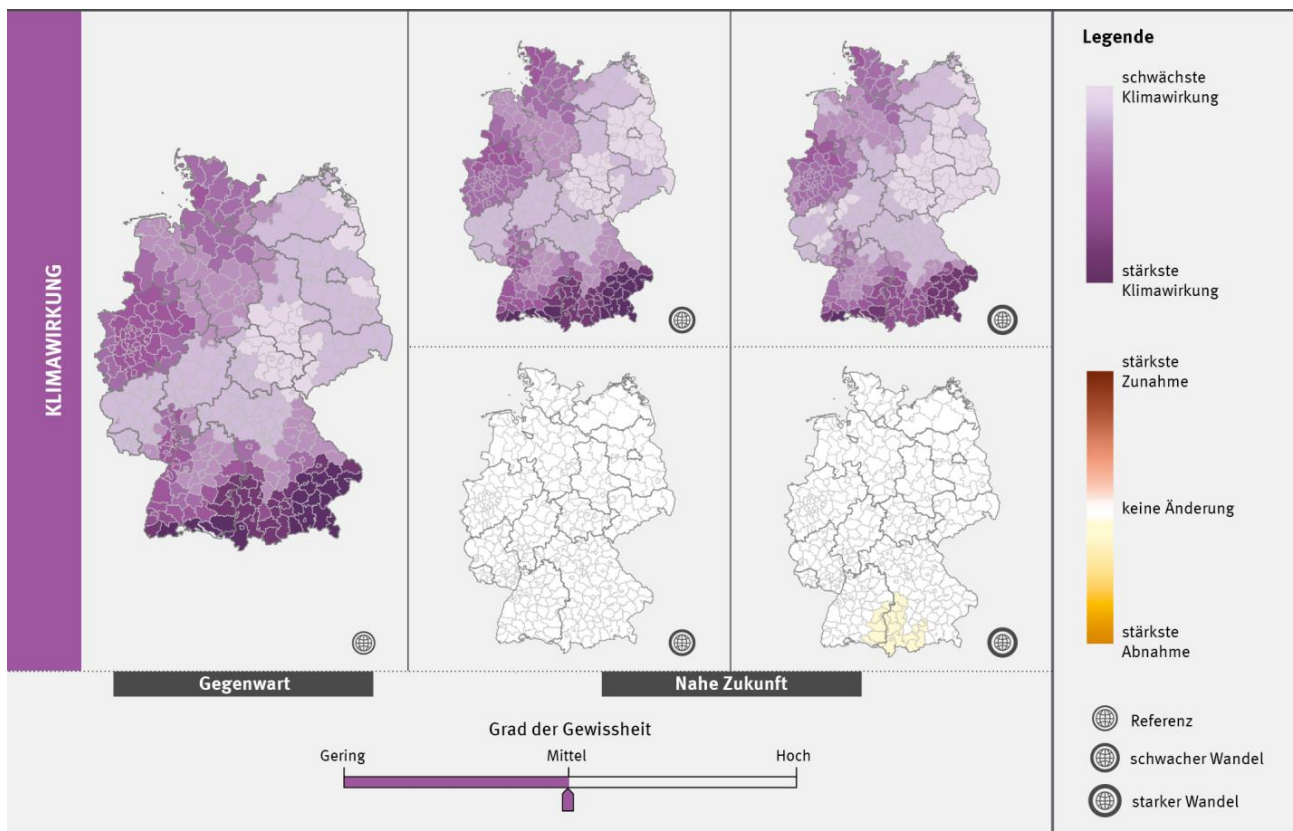 KLIMAWIRKUNG
Gegenwart
Nahe Zukunft
Grad der Gewissheit
Gering
Mittel
Hoch
Legende
schwächste
Klimawirkung
stärkste
Klimawirkung
stärkste
Zunahme
keine Änderung
stärkste
Abnahme
Referenz
schwacher Wandel
starker Wandel